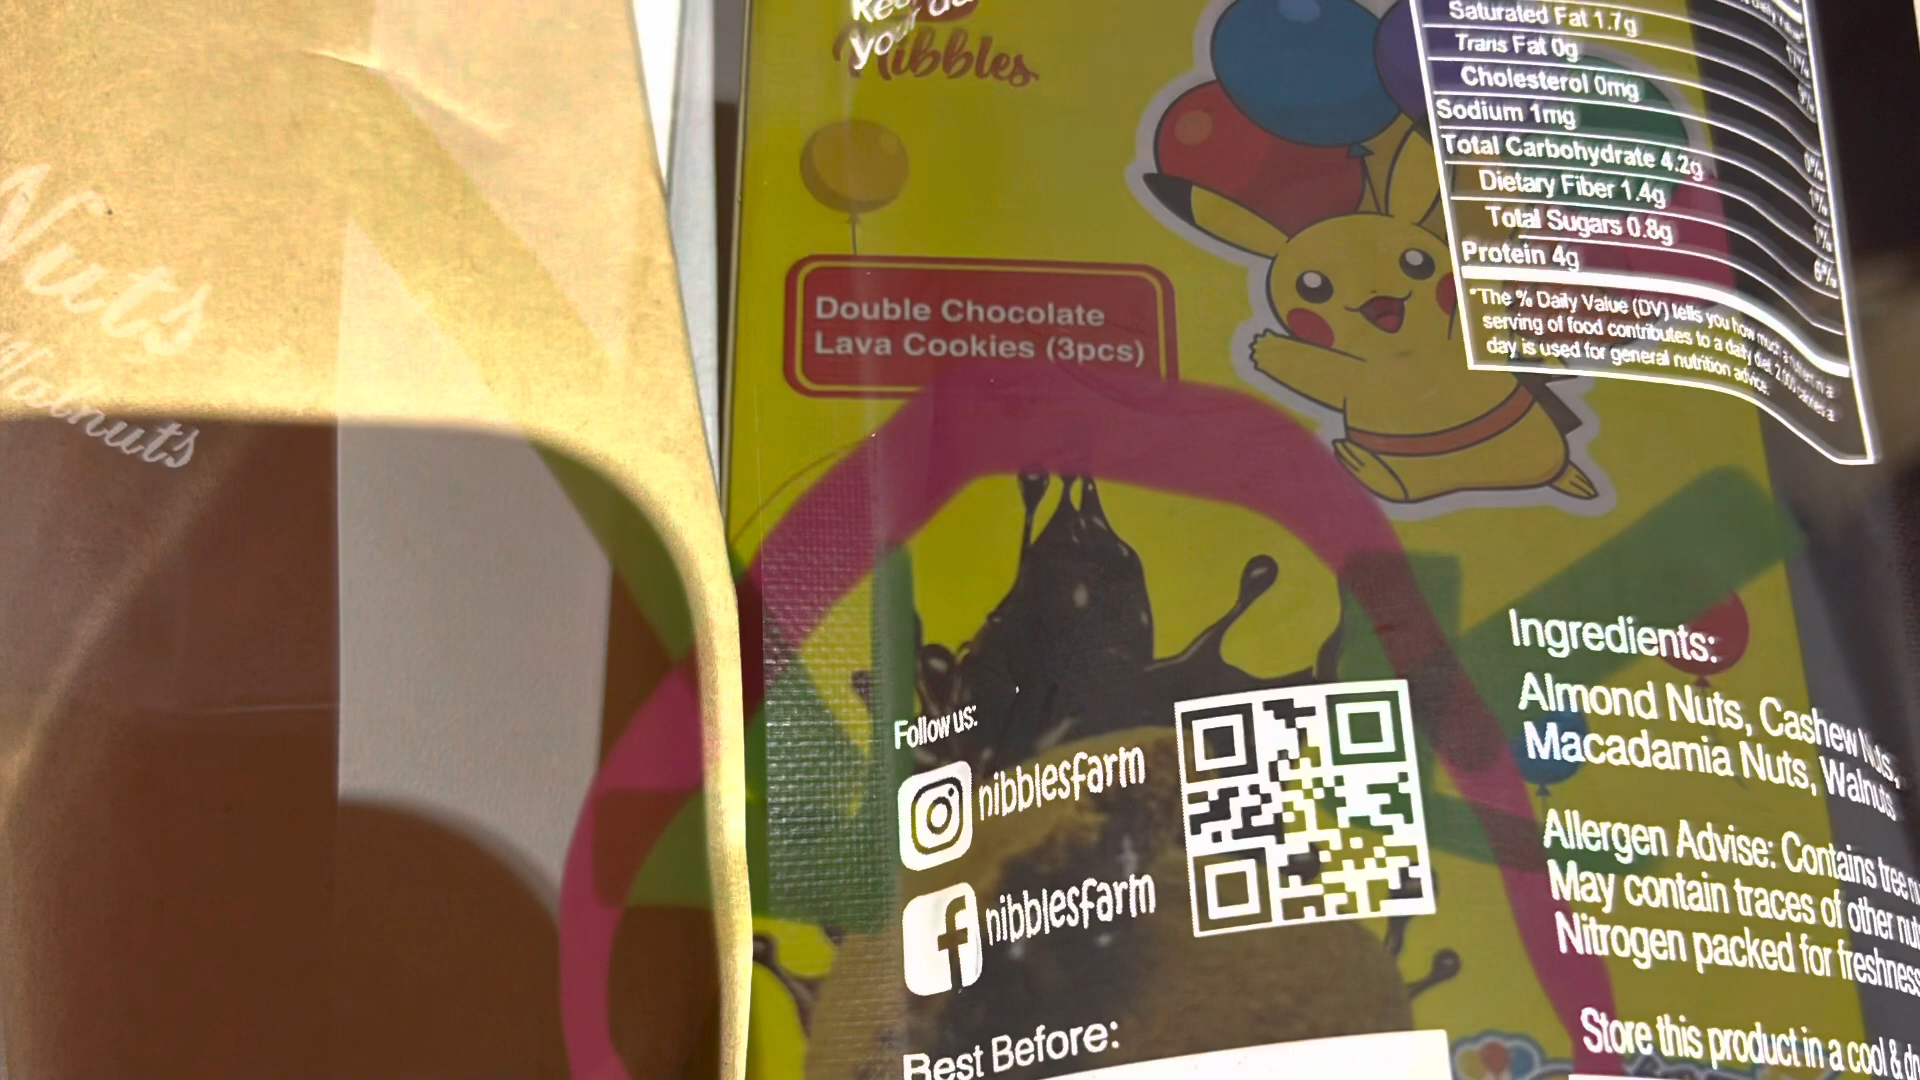 Nuts
Walnuts
your
Nibbles
Double Chocolate
Lava Cookies (3pcs)
Saturated Fat 1.7g
Trans Fat 0g
Cholesterol 0mg
Sodium 1mg
Total Carbohydrate 4.2g
Dietary Fiber 1.4g
Total Sugars 0.8g
Protein 4g
*The % Daily Value (DV) tells you how much a nutrient in a
serving of food contributes to a daily diet. 2,000 calories a
day is used for general nutrition advice.
Follow us:
nibblesfarm
nibblesfarm
Best Before:
Ingredients:
Almond Nuts, Cashew Nuts,
Macadamia Nuts, Walnuts
Allergen Advise: Contains tree
May contain traces of other
Nitrogen packed for freshness
Store this product in a cool &